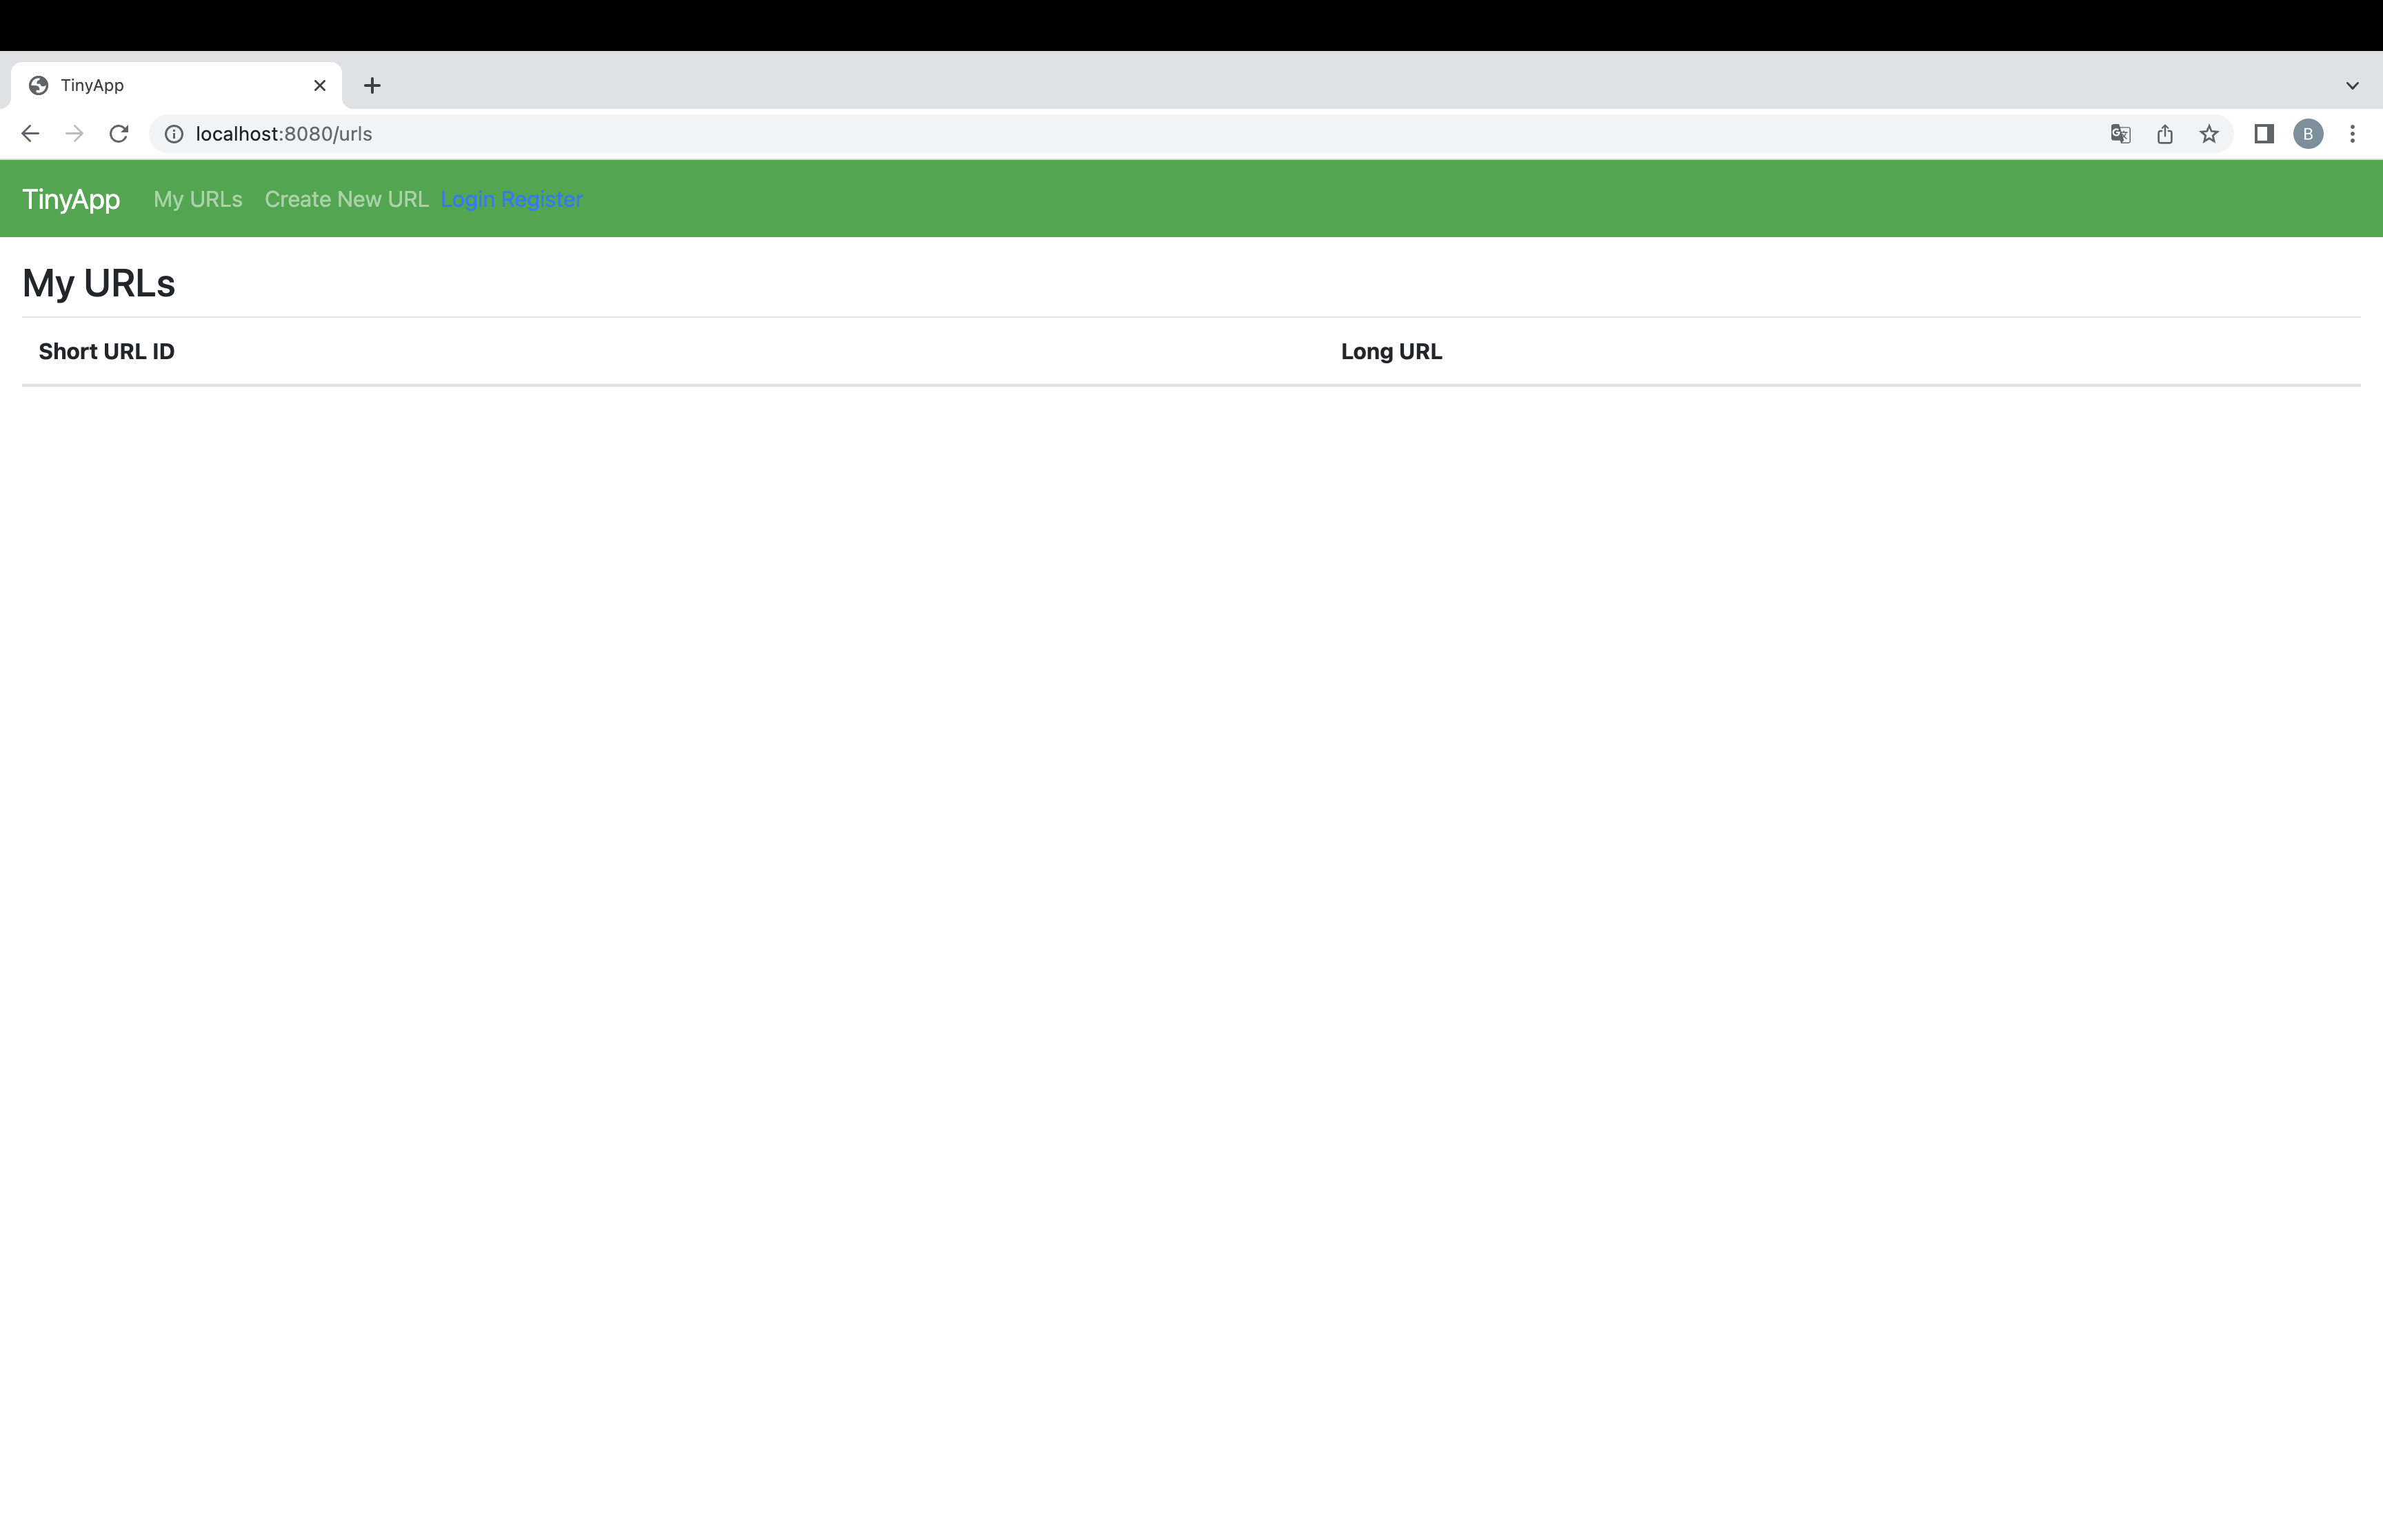 TinyApp
localhost:8080/urls
B
TinyApp My URLs Create New URL Login Register
My URLs
Short URL ID Long URL